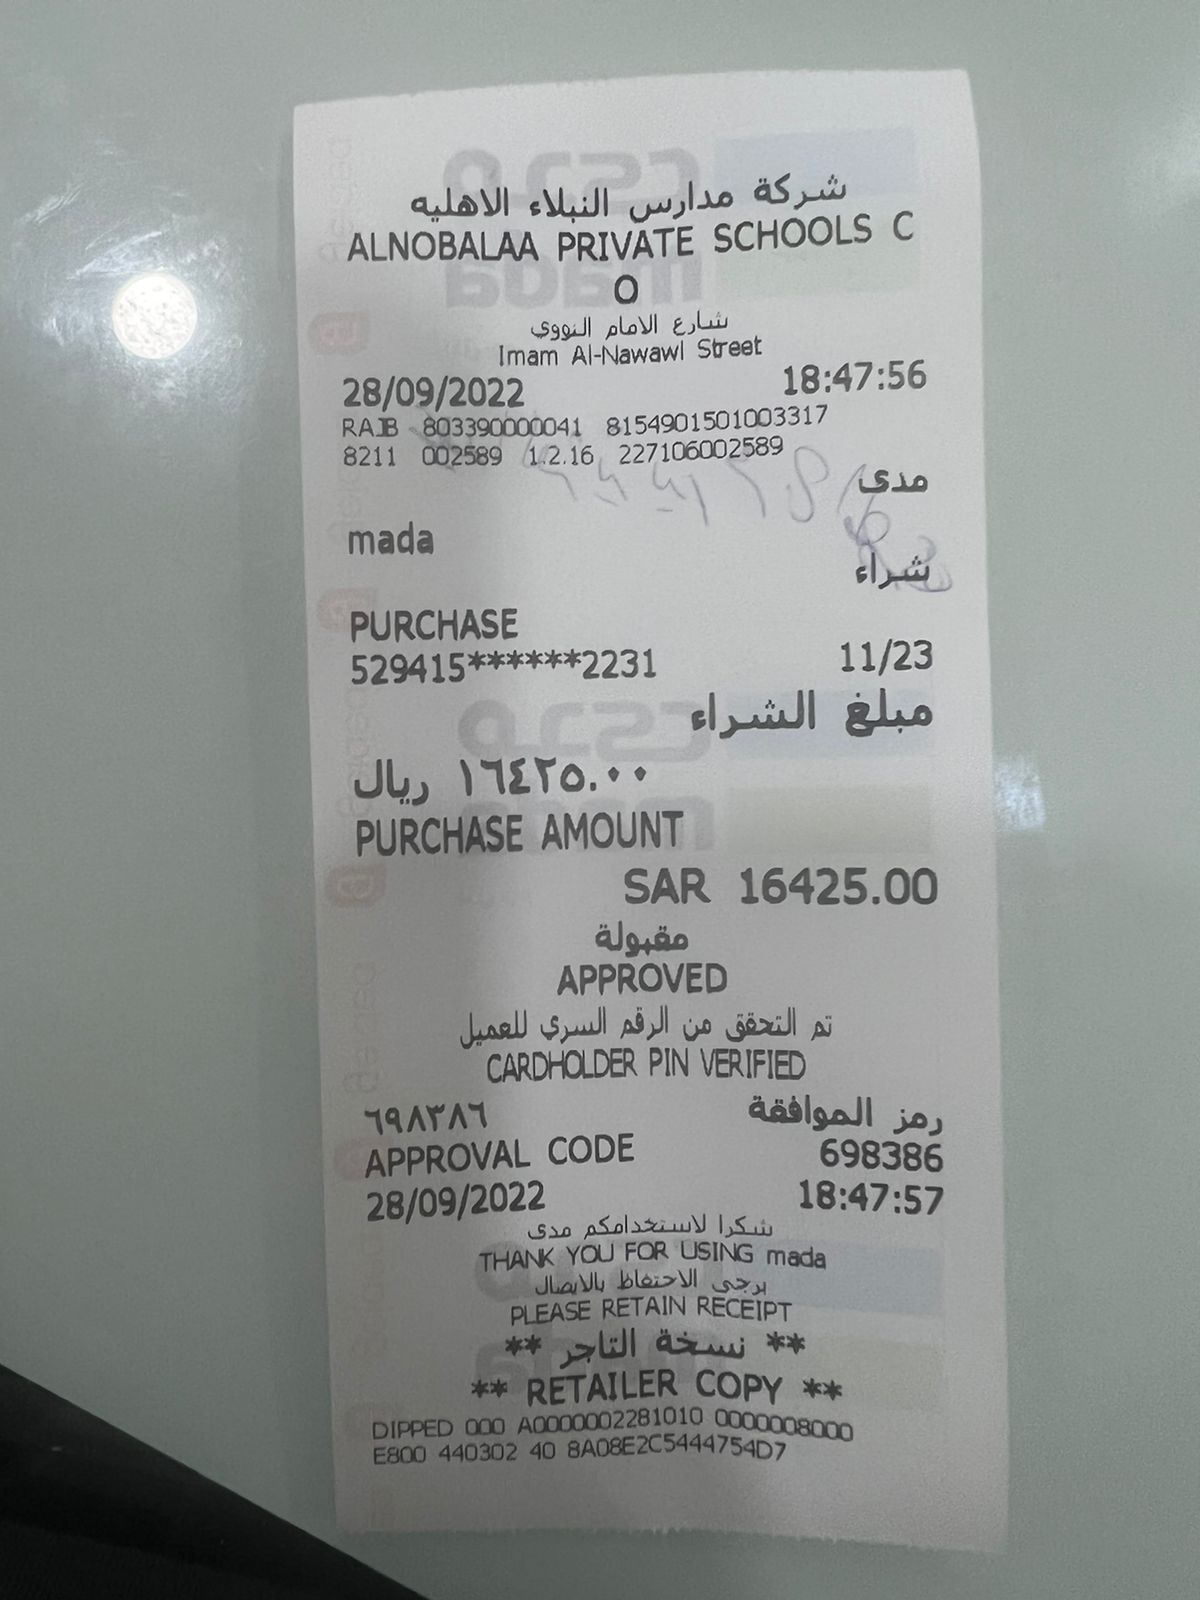 شركة مدارس النبلاء الاهليه
ALNOBALAA PRIVATE SCHOOLS C
O
شارع الامام النووي
Imam Al-Nawawl Street
28/09/2022 18:47:56
RAJB 803390000041 8154901501003317
8211 002589 1.2.16 227106002589
مدى
mada
شراء
PURCHASE
529415******2231 11/23
مبلغ الشراء
١٦٤٢٥.٠٠ ريال
PURCHASE AMOUNT
SAR 16425.00
مقبولة
APPROVED
تم التحقق من الرقم السري للعميل
CARDHOLDER PIN VERIFIED
رمز الموافقة ٦٩٨٣٨٦
APPROVAL CODE 698386
28/09/2022 18:47:57
شكرا لاستخدامكم مدى
THANK YOU FOR USING mada
يرجى الاحتفاظ بالايصال
PLEASE RETAIN RECEIPT
** نسخة التاجر **
** RETAILER COPY **
DIPPED 000 A0000002281010 0000008000
E800 440302 40 8A08E2C5444754D7